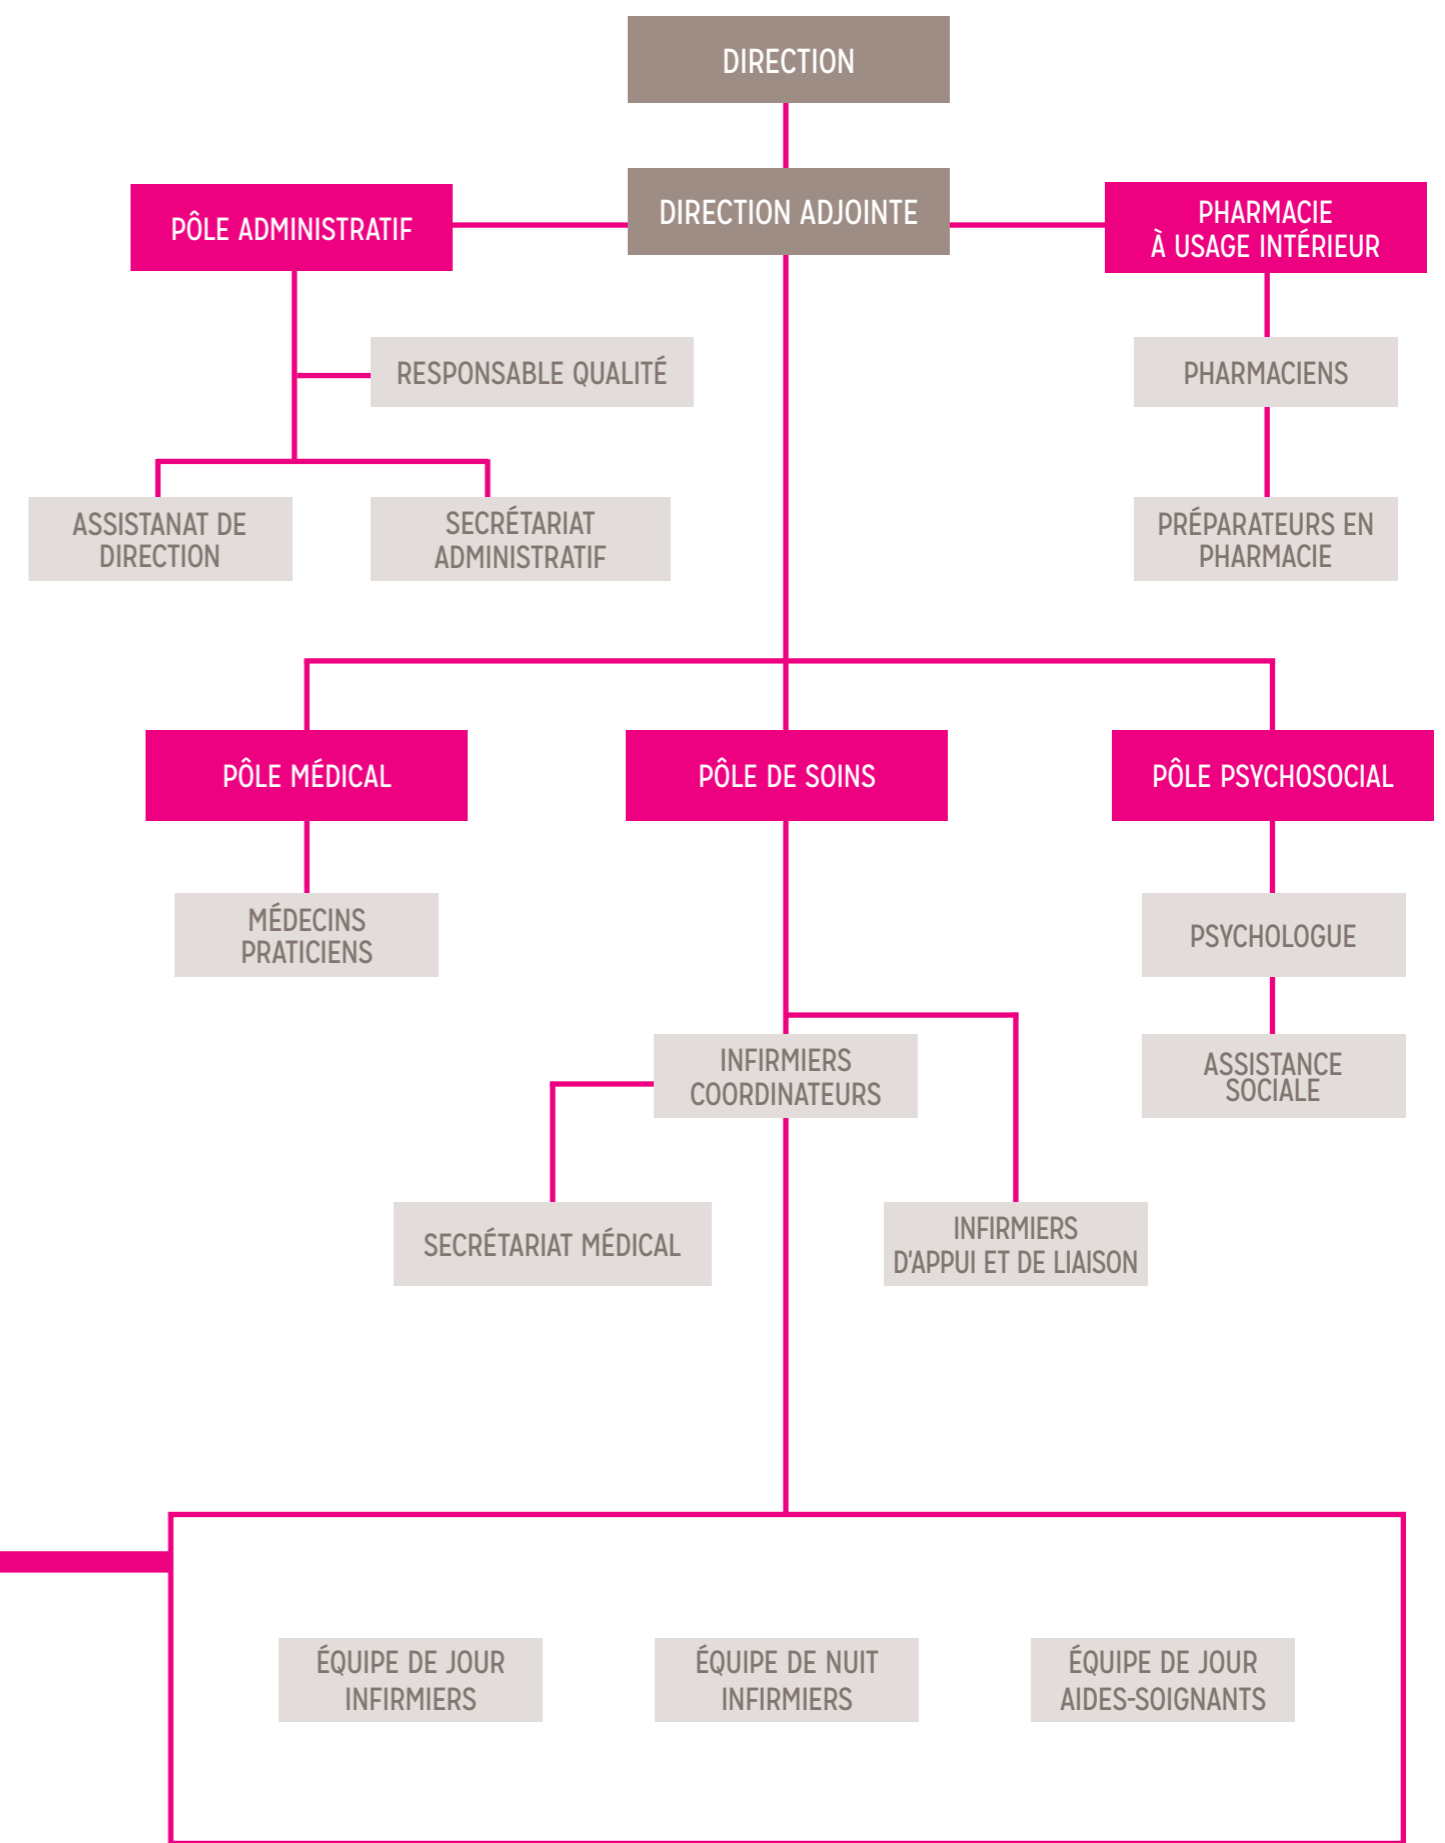 DIRECTION
DIRECTION ADJOINTE
PÔLE ADMINISTRATIF
PHARMACIE
À USAGE INTÉRIEUR
RESPONSABLE QUALITÉ
PHARMACIENS
ASSISTANAT DE
DIRECTION
SECRÉTARIAT
ADMINISTRATIF
PRÉPARATEURS EN
PHARMACIE
PÔLE MÉDICAL
PÔLE DE SOINS
PÔLE PSYCHOSOCIAL
MÉDECINS
PRATICIENS
PSYCHOLOGUE
INFIRMIERS
COORDINATEURS
ASSISTANCE
SOCIALE
SECRÉTARIAT MÉDICAL
INFIRMIERS
D'APPUI ET DE LIAISON
ÉQUIPE DE JOUR
INFIRMIERS
ÉQUIPE DE NUIT
INFIRMIERS
ÉQUIPE DE JOUR
AIDES-SOIGNANTS